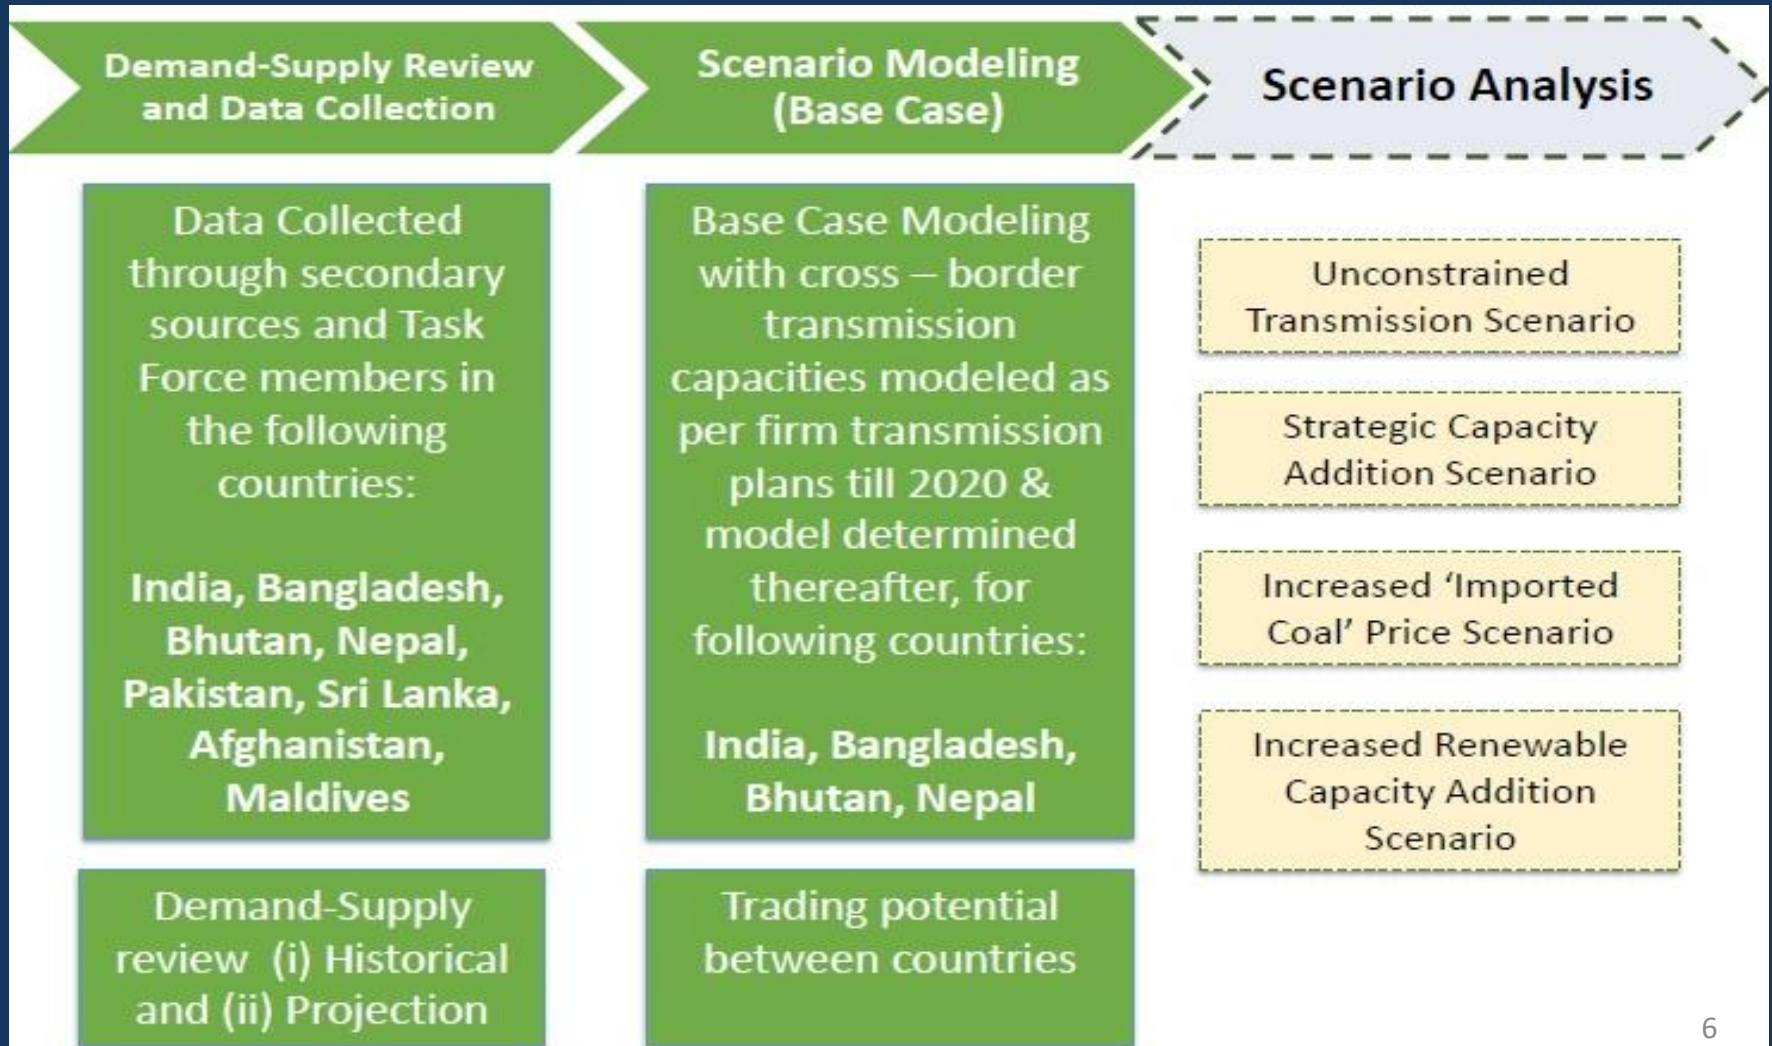 Demand-Supply Review
and Data Collection
Scenario Modeling
(Base Case)
Scenario Analysis
Data Collected
through secondary
sources and Task
Force members in
the following
countries:
India, Bangladesh,
Bhutan, Nepal,
Pakistan, Sri Lanka,
Afghanistan,
Maldives
Demand-Supply
review (i) Historical
and (ii) Projection
Base Case Modeling
with cross – border
transmission
capacities modeled as
per firm transmission
plans till 2020 &
model determined
thereafter, for
following countries:
India, Bangladesh,
Bhutan, Nepal
Trading potential
between countries
Unconstrained
Transmission Scenario
Strategic Capacity
Addition Scenario
Increased ‘Imported
Coal’ Price Scenario
Increased Renewable
Capacity Addition
Scenario
6